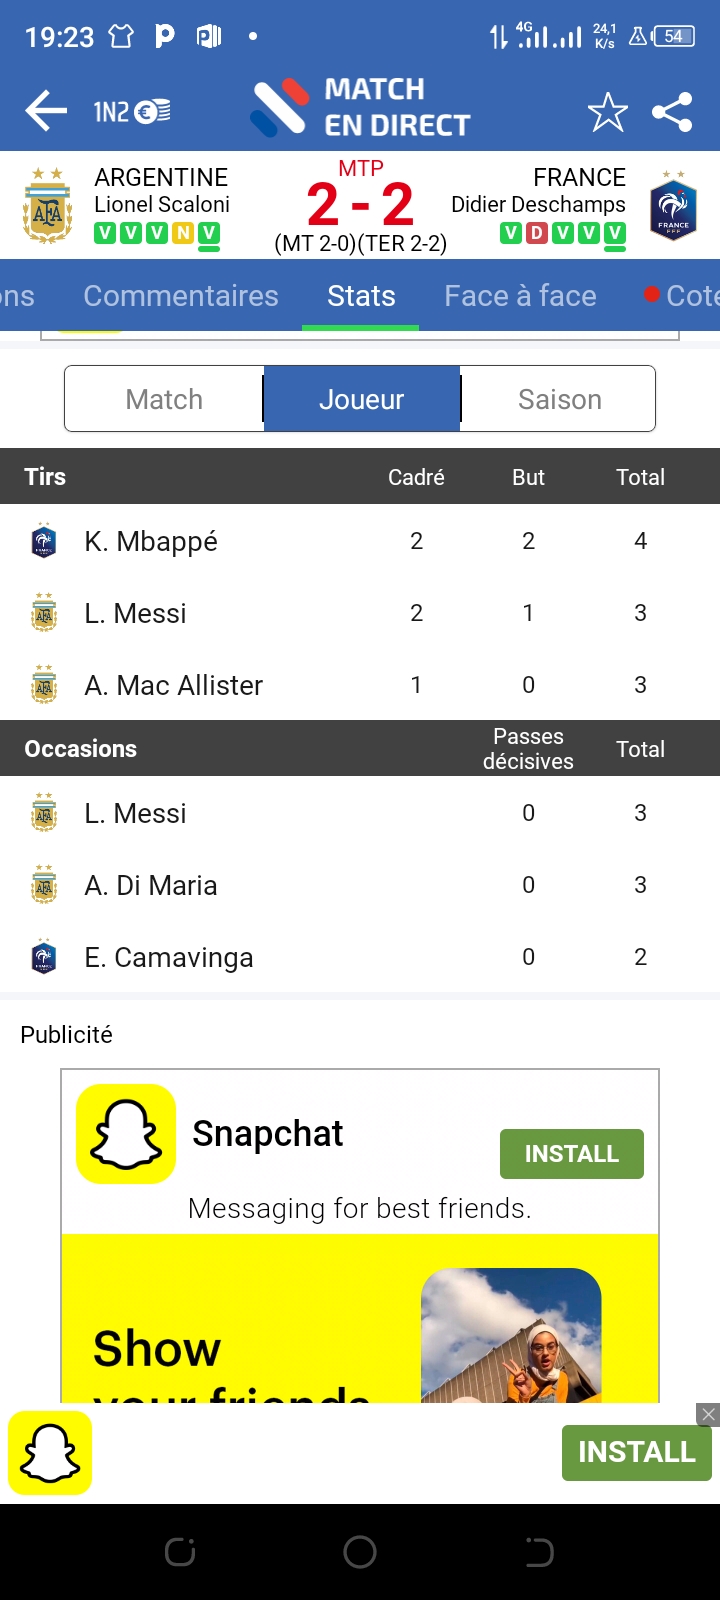 19:23
4G
24,1
K/s
54
1N2
MATCH
EN DIRECT
ARGENTINE
Lionel Scaloni
V V V N V
MTP
2 - 2
(MT 2-0)(TER 2-2)
FRANCE
Didier Deschamps
V D V V V
ons Commentaires Stats Face à face Cote
Match Joueur Saison
Tirs Cadré But Total
K. Mbappé 2 2 4
L. Messi 2 1 3
A. Mac Allister 1 0 3
Occasions Passes décisives Total
L. Messi 0 3
A. Di Maria 0 3
E. Camavinga 0 2
Publicité
Snapchat
INSTALL
Messaging for best friends.
Show
your friends
INSTALL